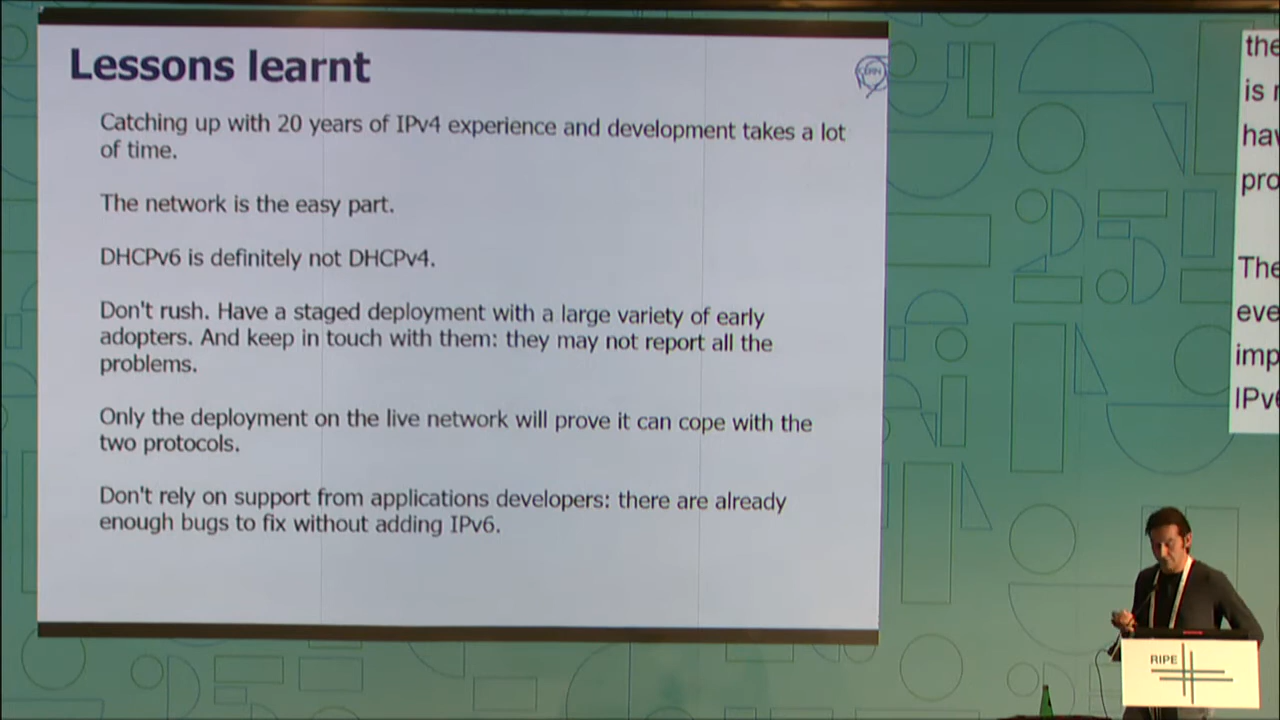 Lessons learnt
CERN
Catching up with 20 years of IPv4 experience and development takes a lot
of time.
The network is the easy part.
DHCPv6 is definitely not DHCPv4.
Don't rush. Have a staged deployment with a large variety of early
adopters. And keep in touch with them: they may not report all the
problems.
Only the deployment on the live network will prove it can cope with the
two protocols.
Don't rely on support from applications developers: there are already
enough bugs to fix without adding IPv6.
the
is
The
RIPE